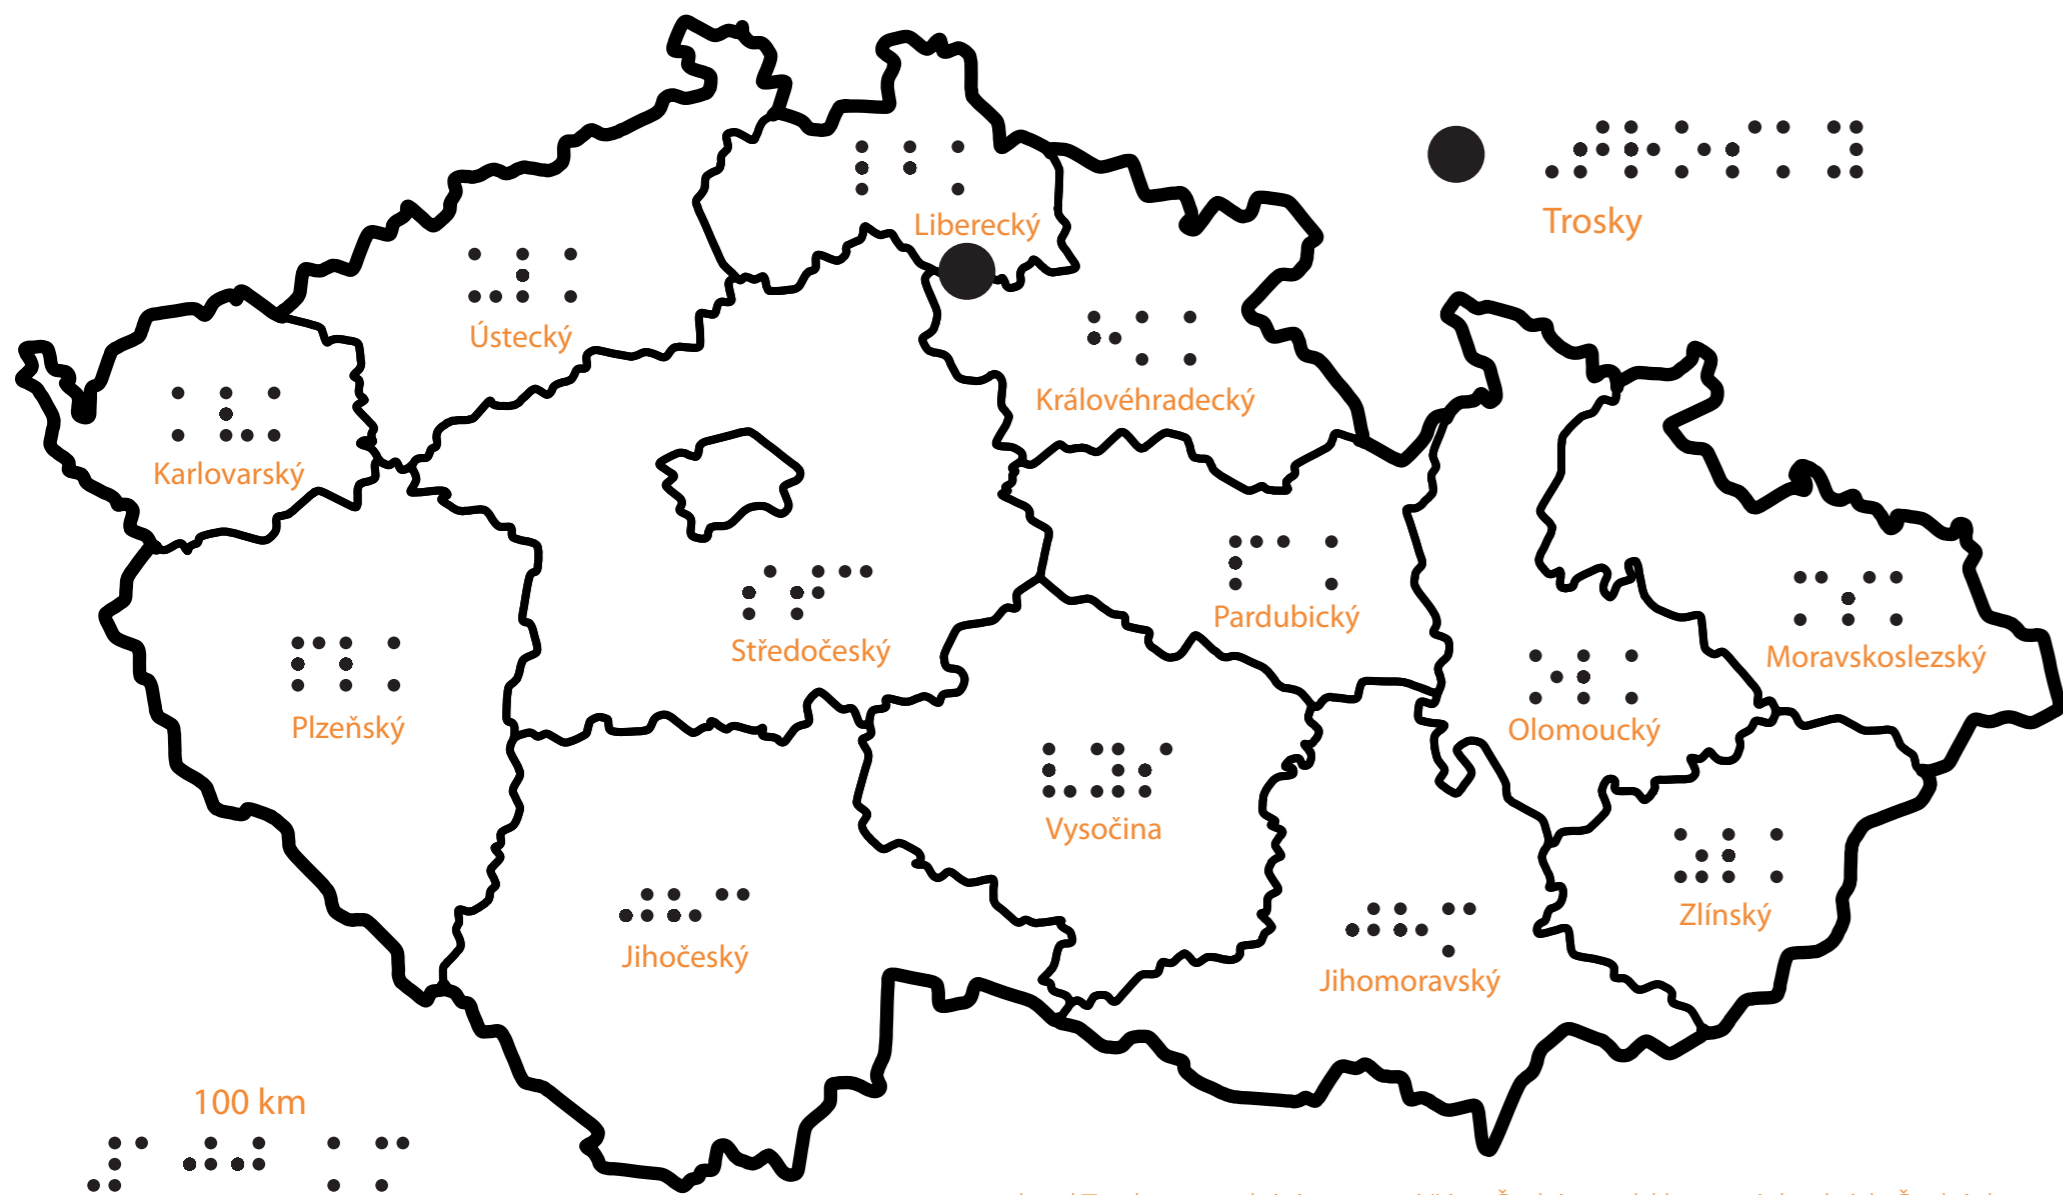 Trosky
Liberecký
Ústecký
Královéhradecký
Karlovarský
Pardubický
Středočeský
Moravskoslezský
Plzeňský
Olomoucký
Vysočina
Zlínský
Jihočeský
Jihomoravský
100 km